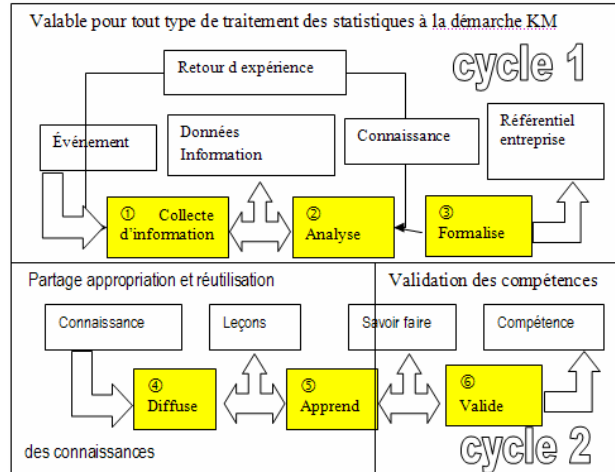 Valable pour tout type de traitement des statistiques à la démarche KM
cycle 1
Retour d expérience
Événement
Données
Information
Connaissance
Référentiel
entreprise
① Collecte
d'information
②
Analyse
③
Formalise
Partage appropriation et réutilisation
Validation des compétences
Connaissance
Leçons
Savoir faire
Compétence
④
Diffuse
⑤
Apprend
⑥
Valide
des connaissances
cycle 2